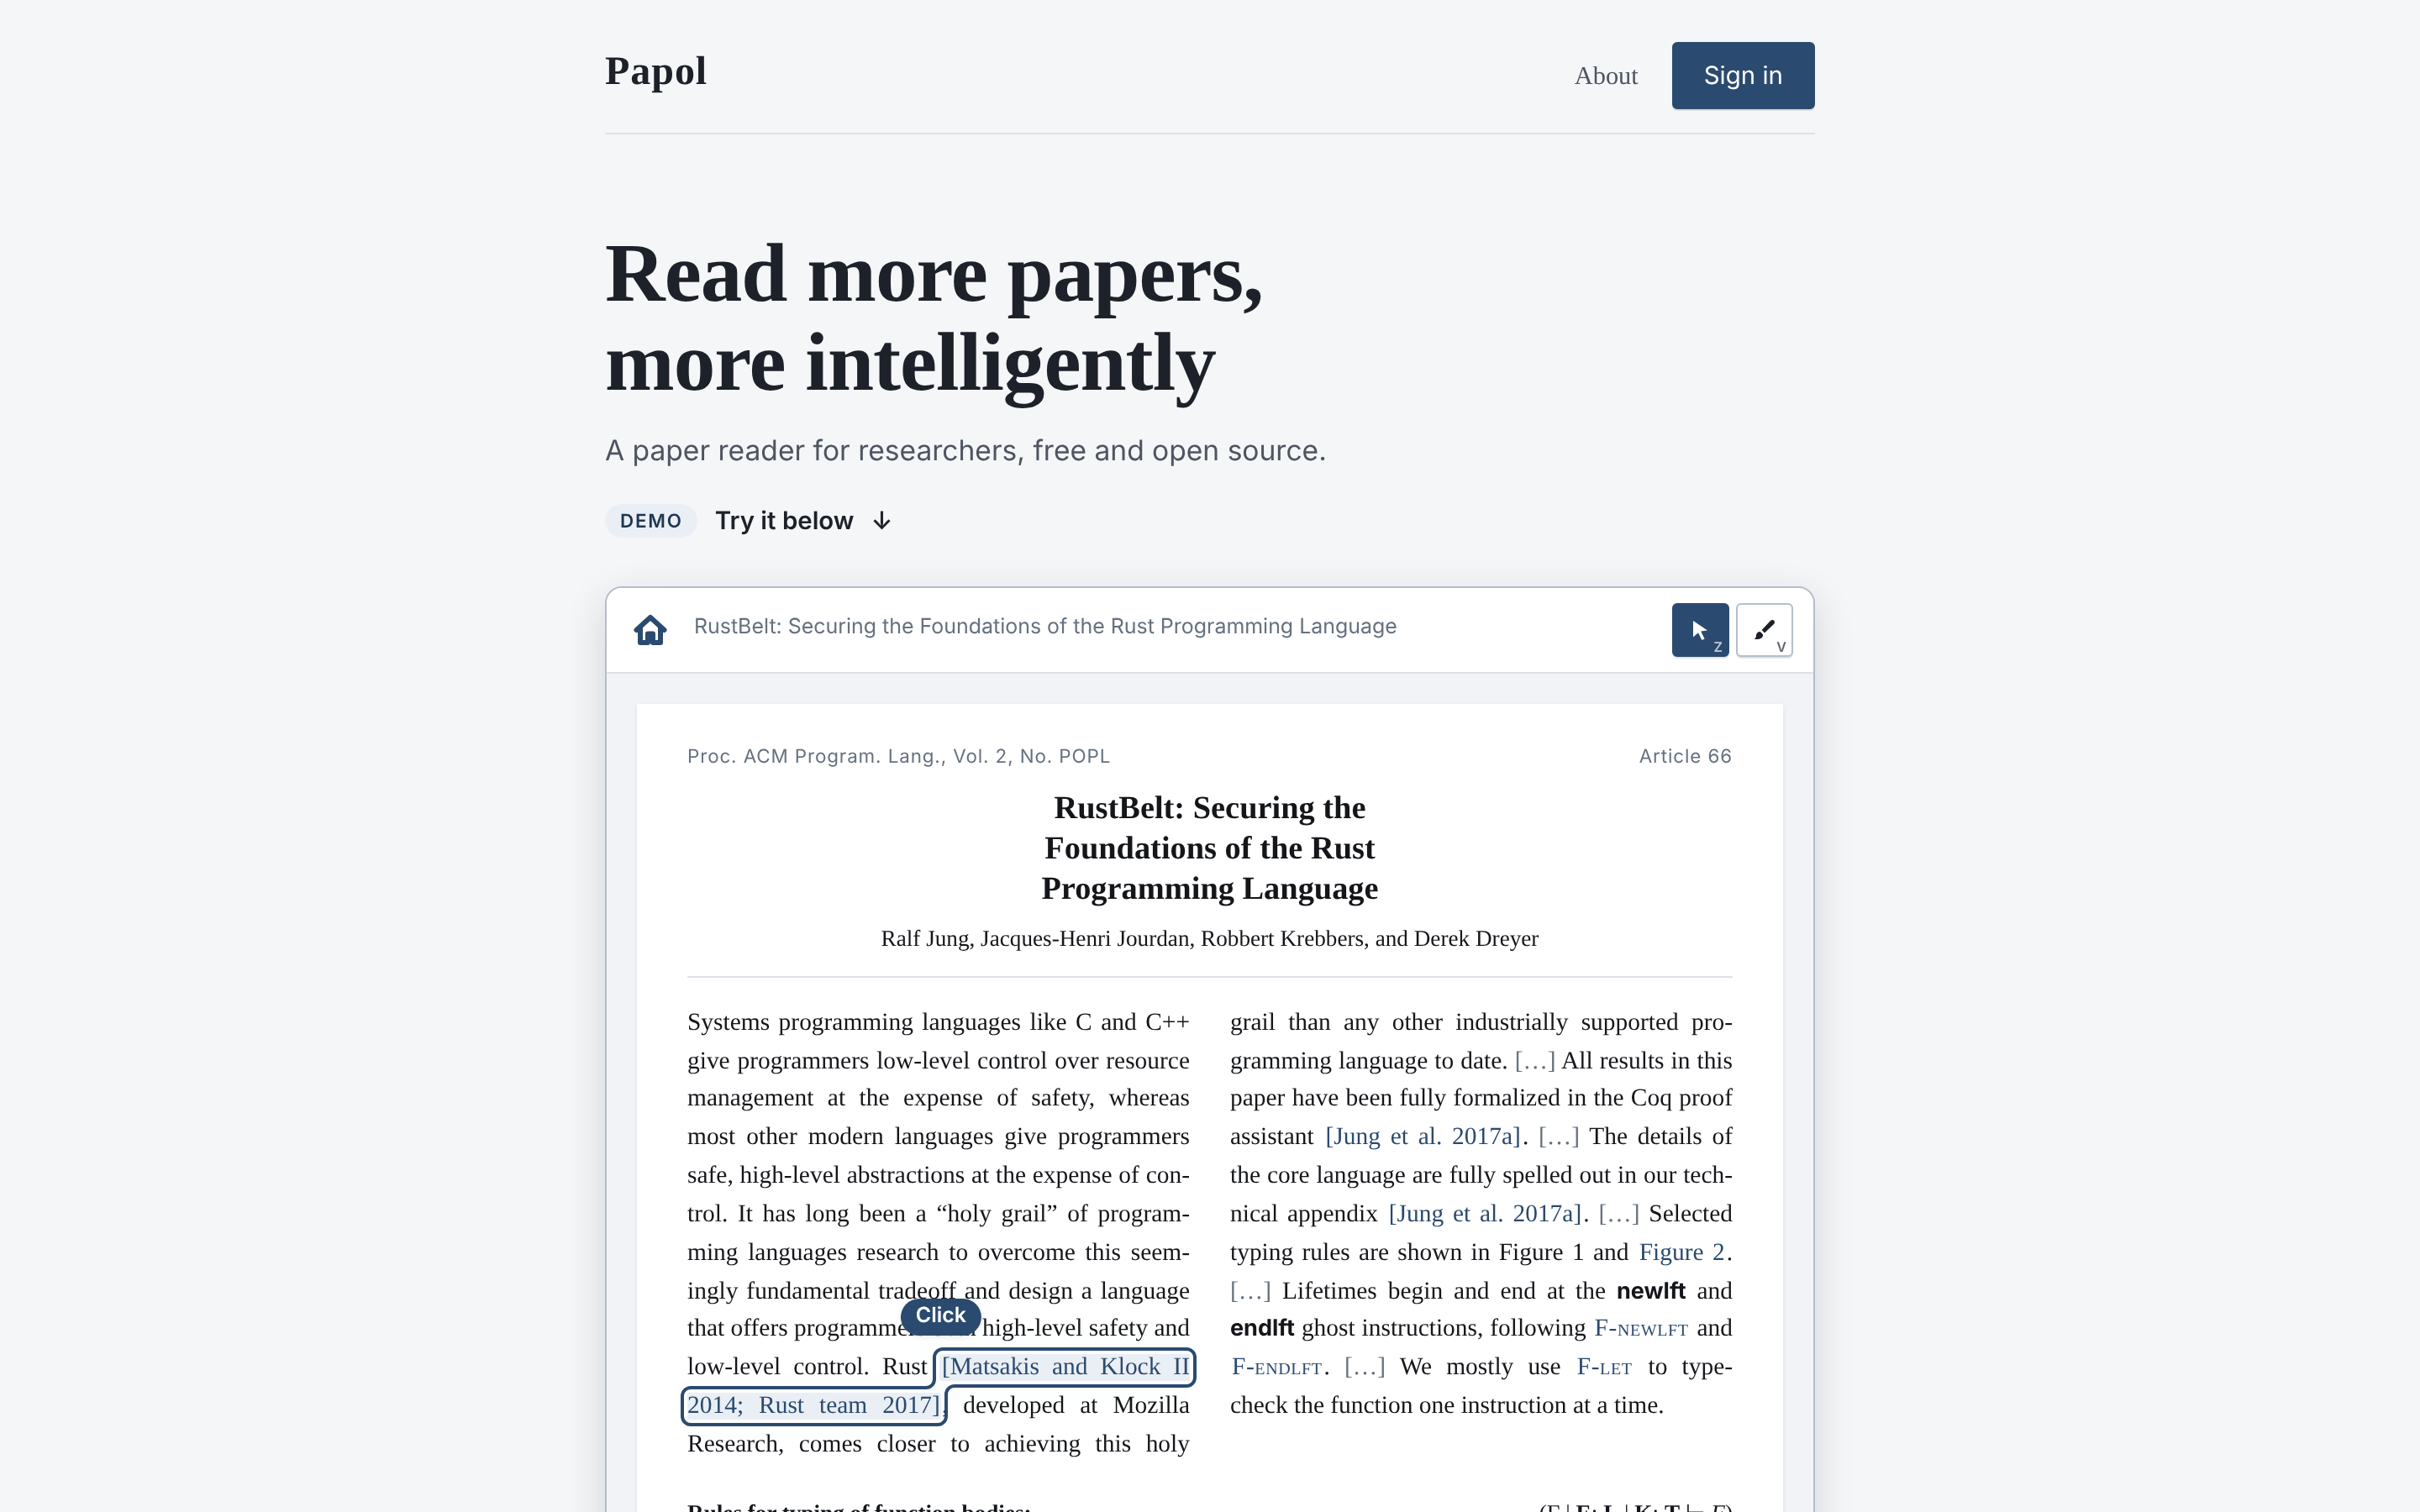 Papol
About
Sign in
Read more papers,
more intelligently
A paper reader for researchers, free and open source.
DEMO Try it below ↓
RustBelt: Securing the Foundations of the Rust Programming Language
z
v
Proc. ACM Program. Lang., Vol. 2, No. POPL
Article 66
RustBelt: Securing the
Foundations of the Rust
Programming Language
Ralf Jung, Jacques-Henri Jourdan, Robbert Krebbers, and Derek Dreyer
Systems programming languages like C and C++
give programmers low-level control over resource
management at the expense of safety, whereas
most other modern languages give programmers
safe, high-level abstractions at the expense of con-
trol. It has long been a “holy grail” of program-
ming languages research to overcome this seem-
ingly fundamental tradeoff and design a language
Click
that offers programme high-level safety and
low-level control. Rust [Matsakis and Klock II
2014; Rust team 2017], developed at Mozilla
Research, comes closer to achieving this holy
grail than any other industrially supported pro-
gramming language to date. […] All results in this
paper have been fully formalized in the Coq proof
assistant [Jung et al. 2017a]. […] The details of
the core language are fully spelled out in our tech-
nical appendix [Jung et al. 2017a]. […] Selected
typing rules are shown in Figure 1 and Figure 2.
[…] Lifetimes begin and end at the newlft and
endlft ghost instructions, following F-NEWLFT and
F-ENDLFT. […] We mostly use F-LET to type-
check the function one instruction at a time.
Rules for typing of function bodies: